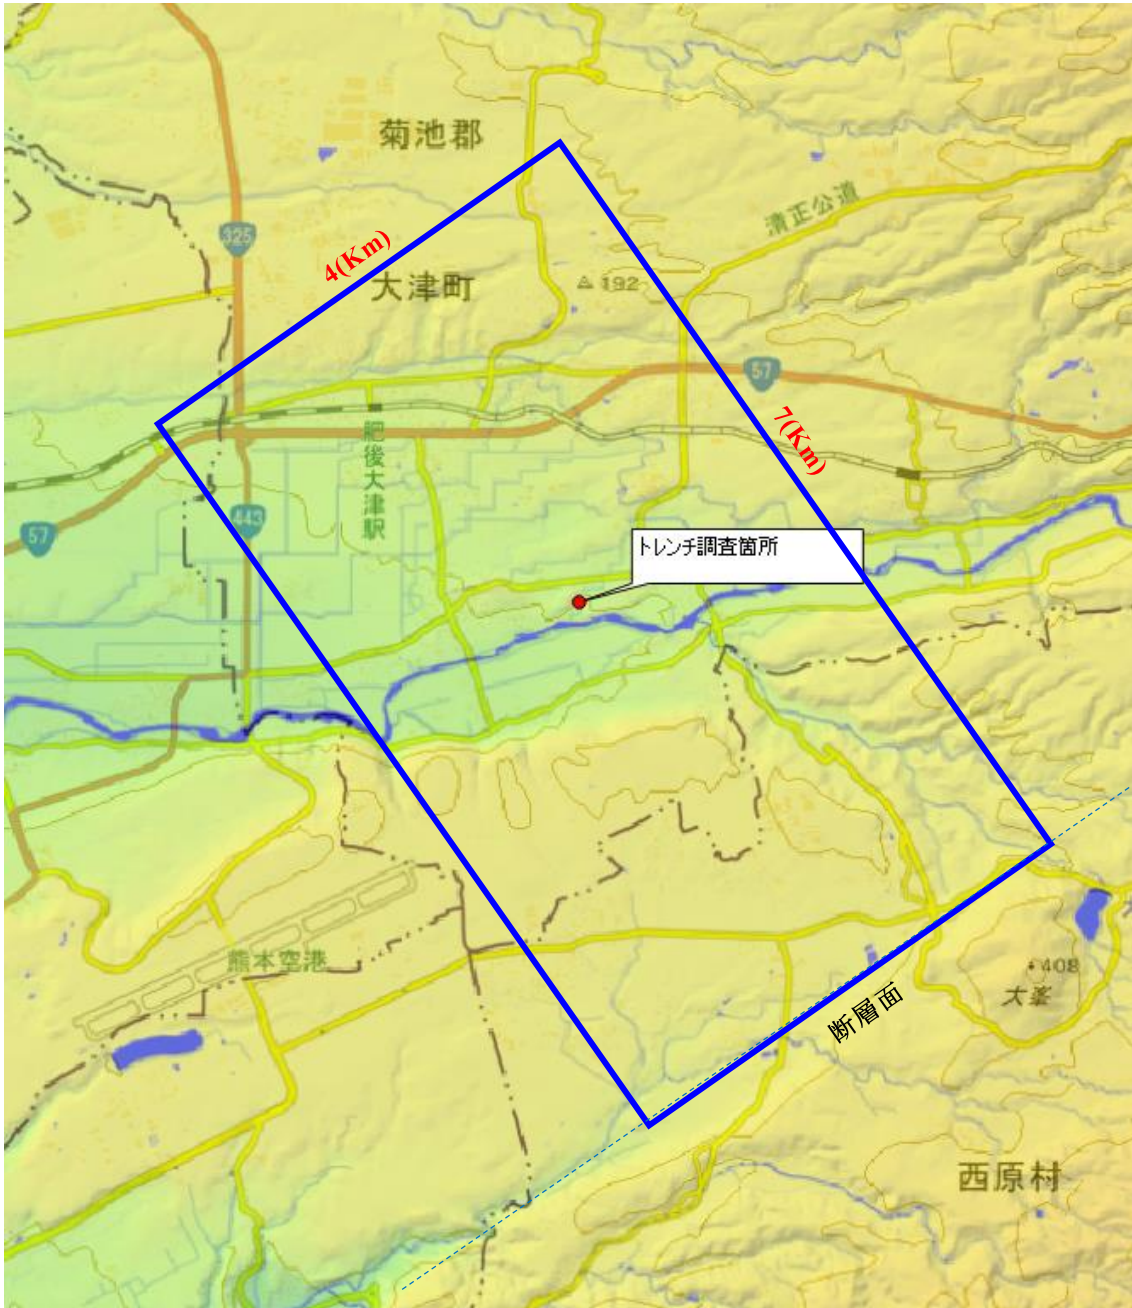 菊池郡
清正公道
325
4(Km)
大津町
192
57
7(Km)
肥後大津駅
443
57
トレンチ調査箇所
熊本空港
408
大峯
断層面
西原村